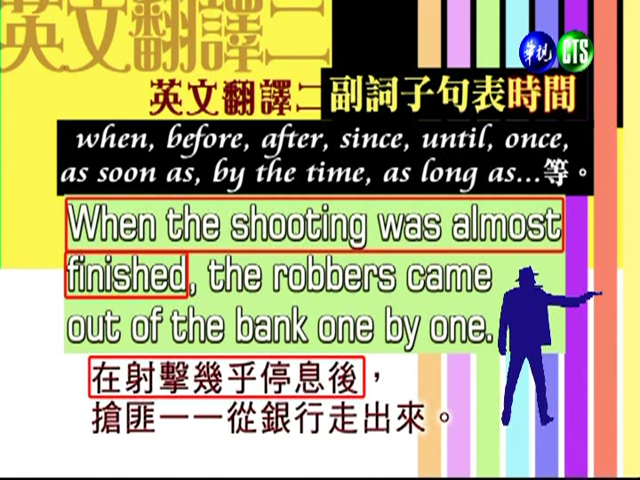 英文翻譯二
華視 CTS
英文翻譯二 副詞子句表時間
when, before, after, since, until, once,
as soon as, by the time, as long as...等。
When the shooting was almost
finished, the robbers came
out of the bank one by one.
在射擊幾乎停息後，
搶匪一一從銀行走出來。